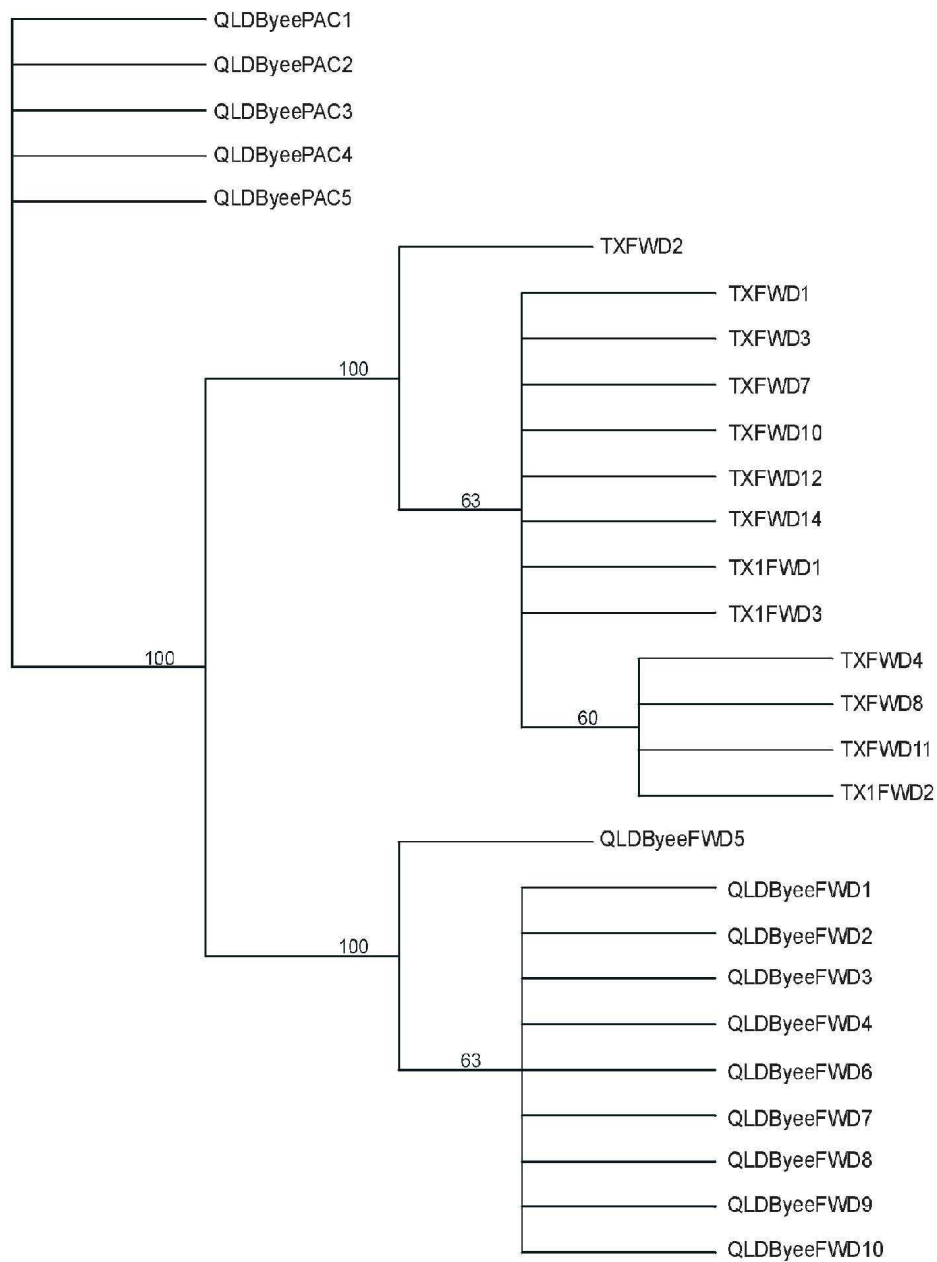 QLDByeePAC1
QLDByeePAC2
QLDByeePAC3
QLDByeePAC4
QLDByeePAC5
TXFWD2
TXFWD1
TXFWD3
100
TXFWD7
TXFWD10
TXFWD12
63
TXFWD14
TX1FWD1
TX1FWD3
100
TXFWD4
TXFWD8
60
TXFWD11
TX1FWD2
QLDByeeFWD5
QLDByeeFWD1
QLDByeeFWD2
100
QLDByeeFWD3
QLDByeeFWD4
63
QLDByeeFWD6
QLDByeeFWD7
QLDByeeFWD8
QLDByeeFWD9
QLDByeeFWD10